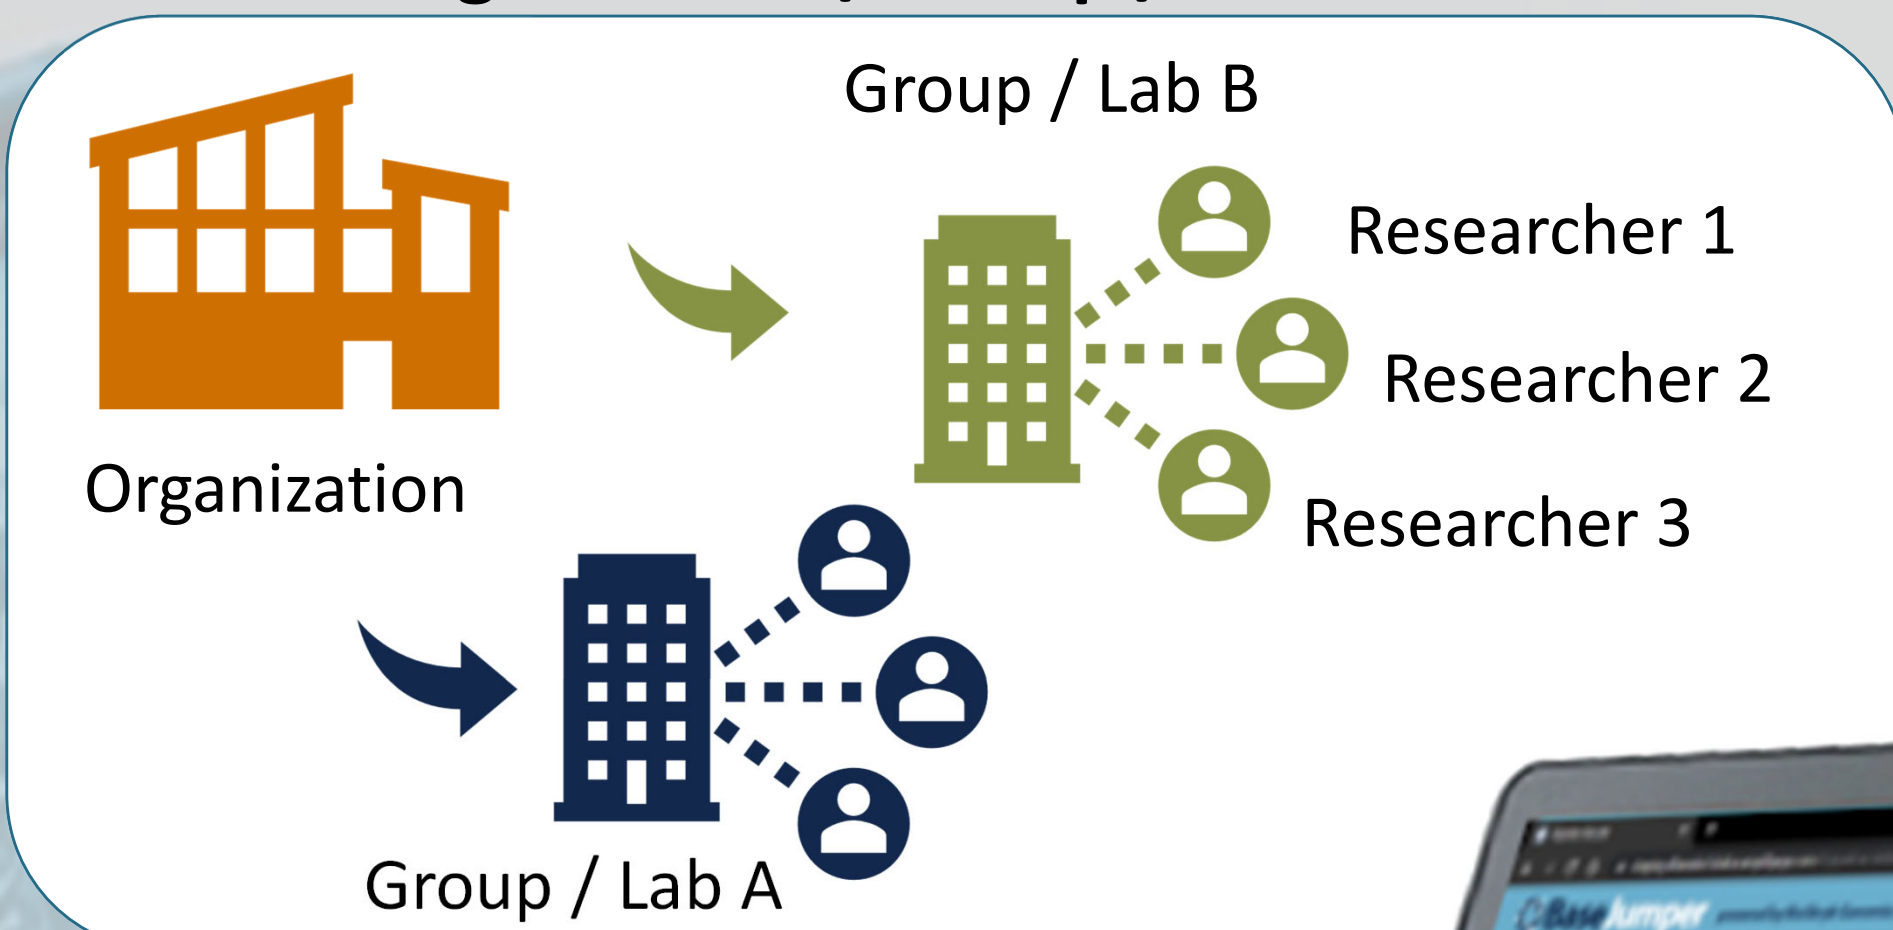 Group / Lab B
Researcher 1
Researcher 2
Organization
Researcher 3
Group / Lab A
BaseJumper